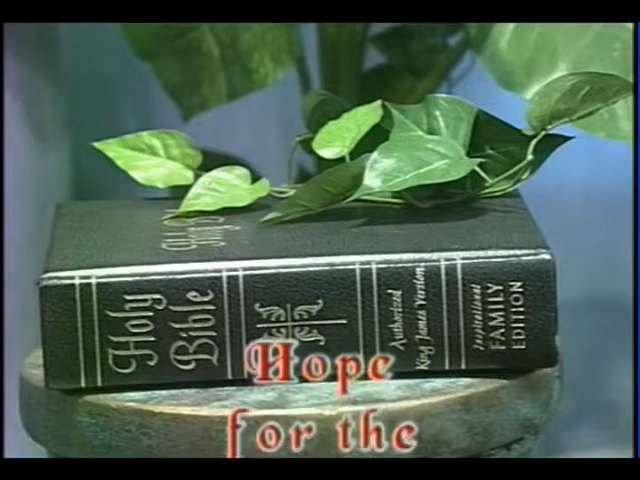 Holy
Bible
Authorized
King James Version
Inspirational
FAMILY
EDITION
Hope
for the